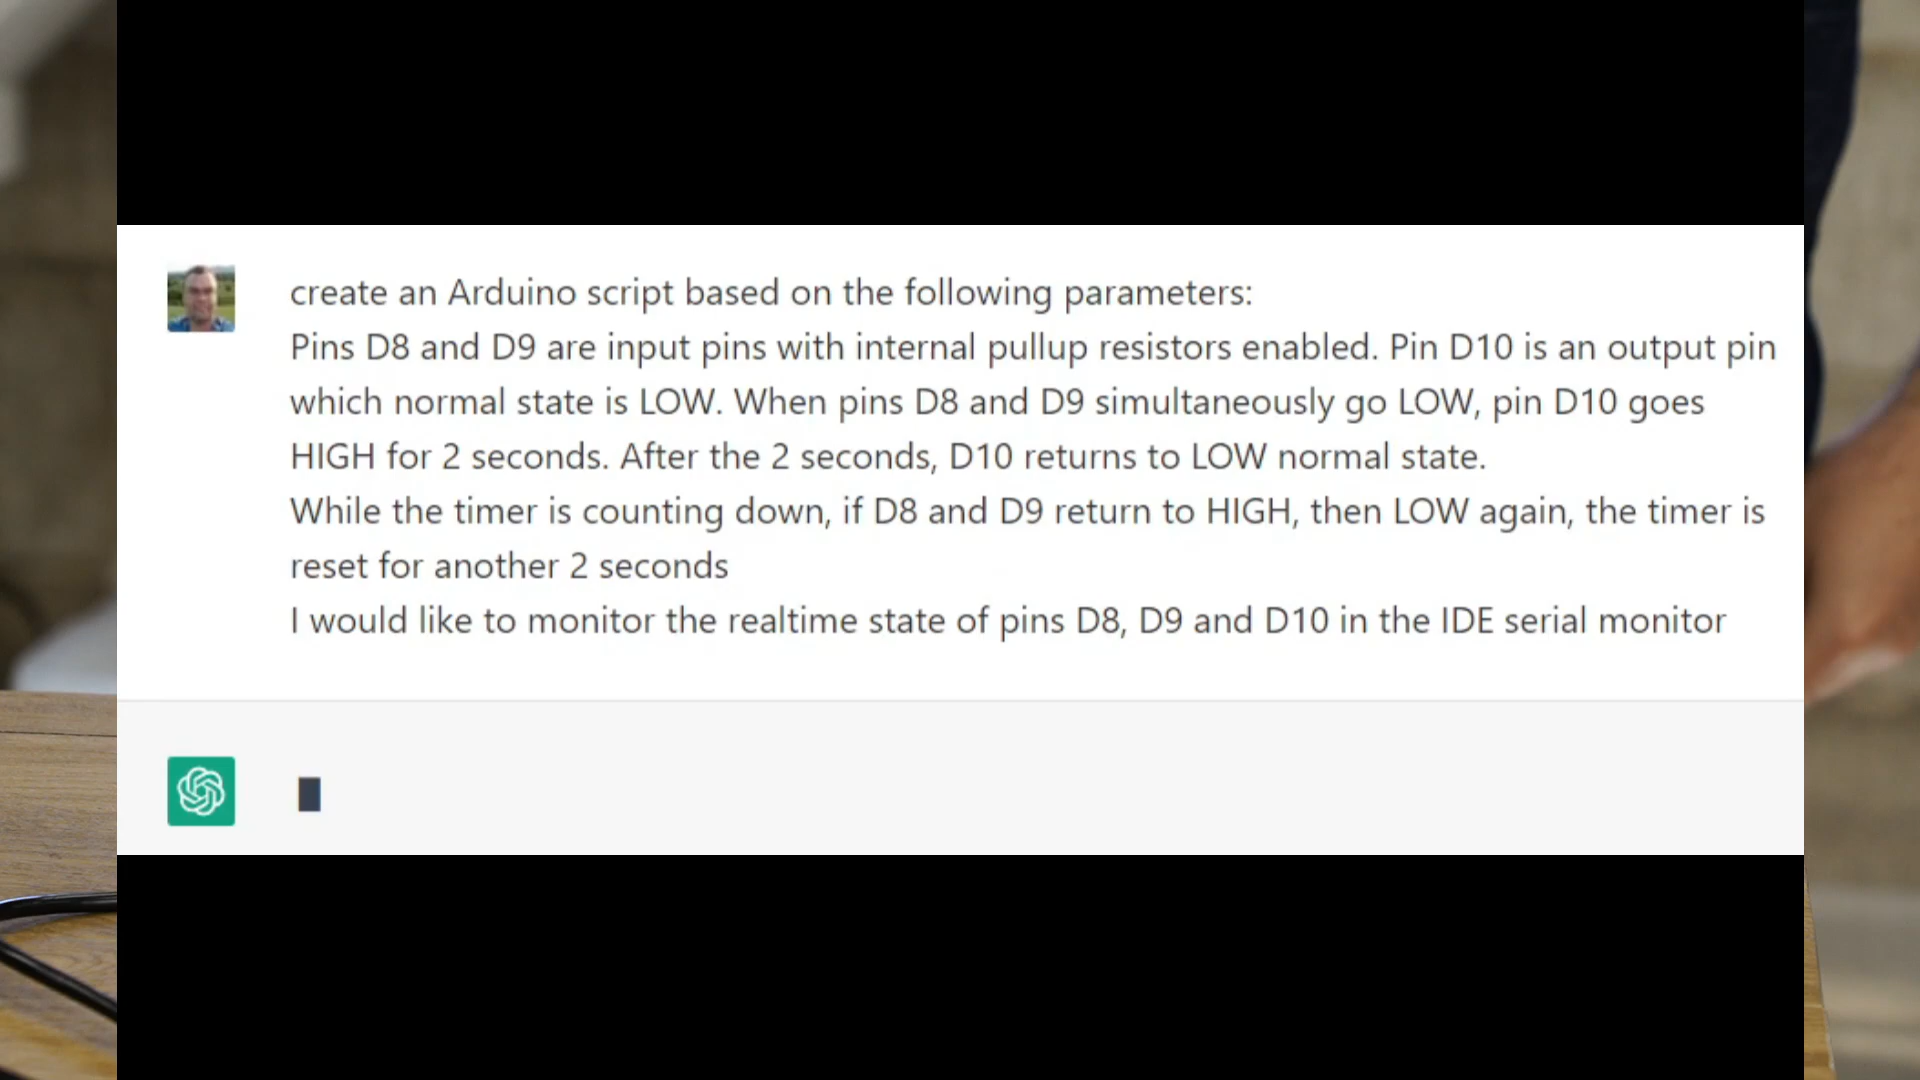 create an Arduino script based on the following parameters:
Pins D8 and D9 are input pins with internal pullup resistors enabled. Pin D10 is an output pin
which normal state is LOW. When pins D8 and D9 simultaneously go LOW, pin D10 goes
HIGH for 2 seconds. After the 2 seconds, D10 returns to LOW normal state.
While the timer is counting down, if D8 and D9 return to HIGH, then LOW again, the timer is
reset for another 2 seconds
I would like to monitor the realtime state of pins D8, D9 and D10 in the IDE serial monitor